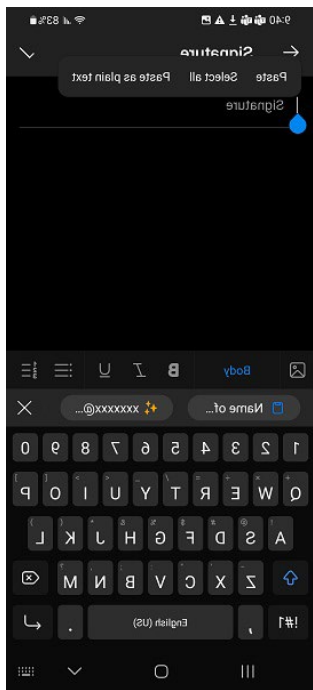 9:40 83%
Signature
Paste Select all Paste as plain text
Signature
Body B I U
Name of... xxxxxxx@...
1 2 3 4 5 6 7 8 9 0
Q W E R T Y U I O P
A S D F G H J K L
Z X C V B N M
!#1 , English (US) .